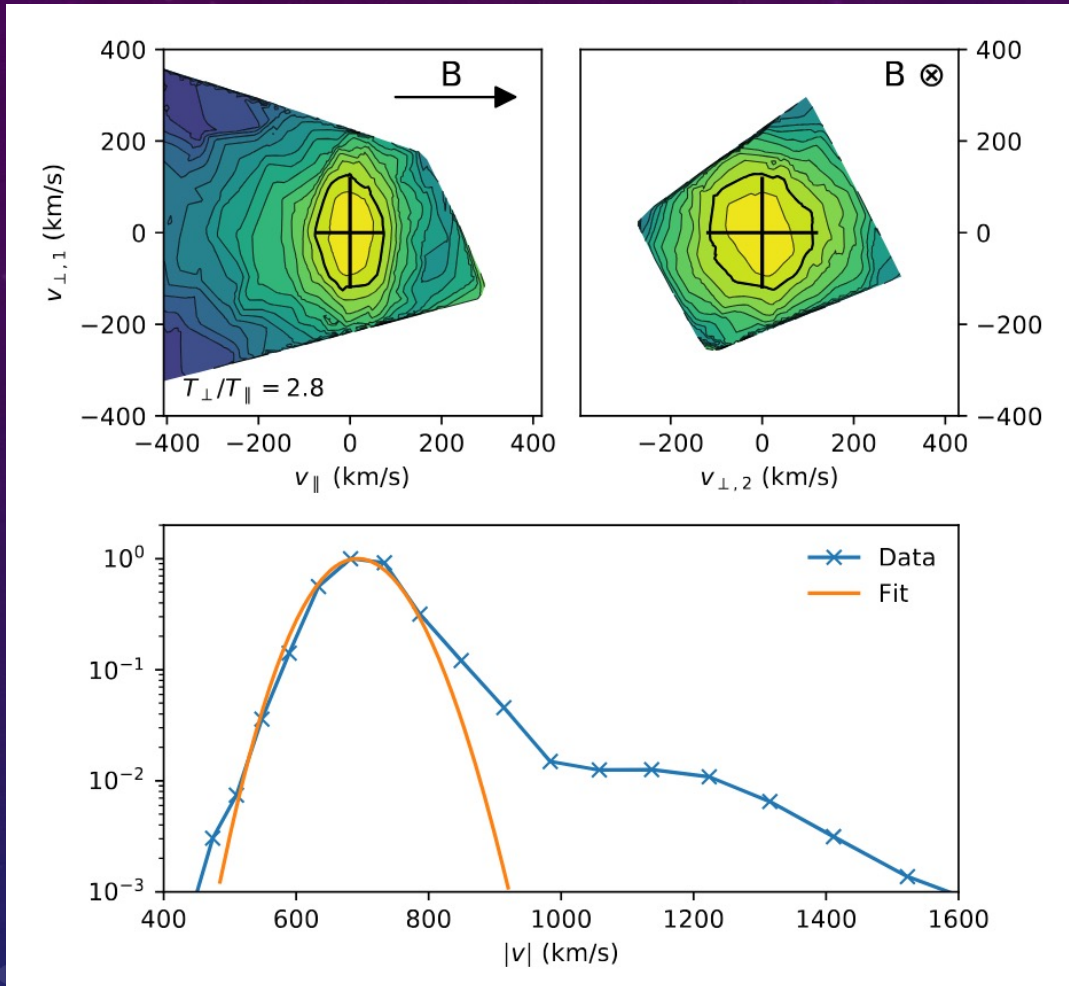 400
200
0
−200
−400
v⊥,1 (km/s)
B
T⊥/T∥ = 2.8
−400 −200 0 200 400
v∥ (km/s)
B ⊗
400
200
0
−200
−400
−200 0 200 400
v⊥,2 (km/s)
10⁰
10⁻¹
10⁻²
10⁻³
Data
Fit
400 600 800 1000 1200 1400 1600
|v| (km/s)